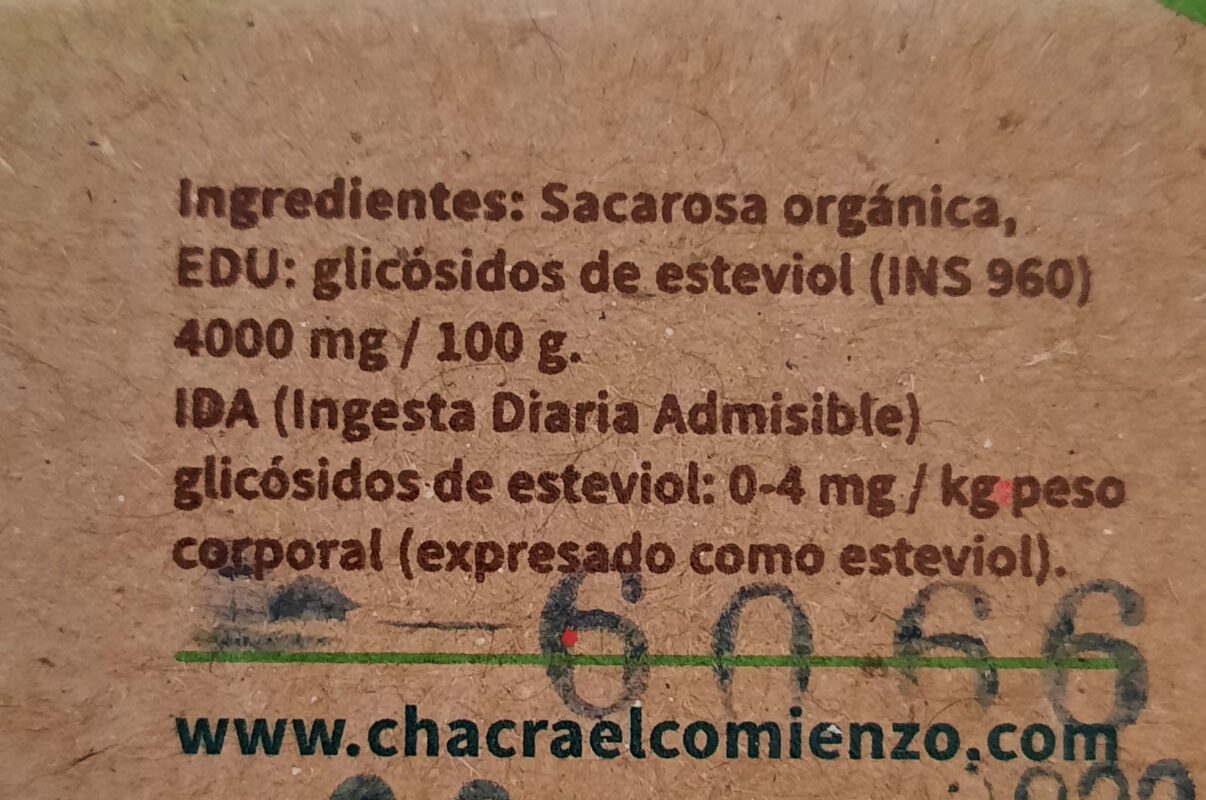 Ingredientes: Sacarosa orgánica,
EDU: glicósidos de esteviol (INS 960)
4000 mg / 100 g.
IDA (Ingesta Diaria Admisible)
glicósidos de esteviol: 0-4 mg / kg peso
corporal (expresado como esteviol).
6066
www.chacraelcomienzo.com